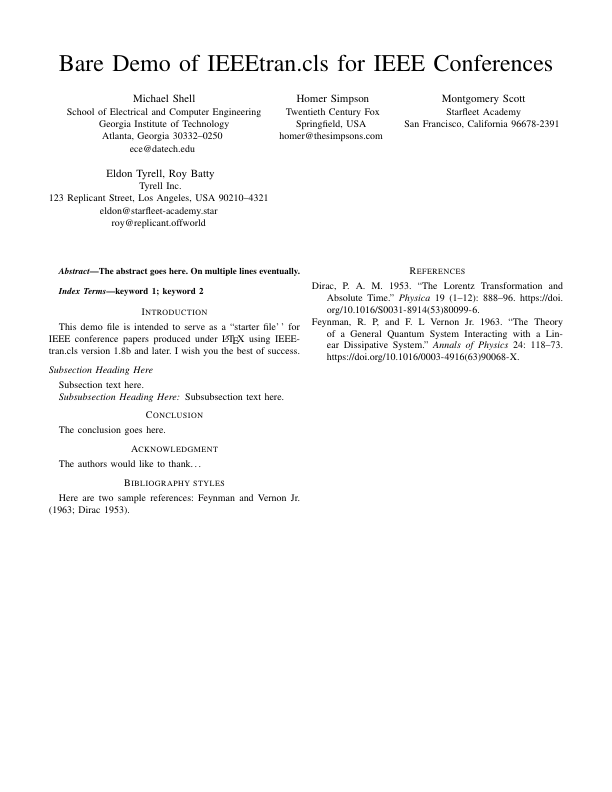 Bare Demo of IEEEtran.cls for IEEE Conferences
Michael Shell
School of Electrical and Computer Engineering
Georgia Institute of Technology
Atlanta, Georgia 30332–0250
ece@datech.edu
Homer Simpson
Twentieth Century Fox
Springfield, USA
homer@thesimpsons.com
Montgomery Scott
Starfleet Academy
San Francisco, California 96678-2391
Eldon Tyrell, Roy Batty
Tyrell Inc.
123 Replicant Street, Los Angeles, USA 90210–4321
eldon@starfleet-academy.star
roy@replicant.offworld
Abstract—The abstract goes here. On multiple lines eventually.
Index Terms—keyword 1; keyword 2
Introduction
This demo file is intended to serve as a “starter file’ ’ for
IEEE conference papers produced under LATEX using IEEE-
tran.cls version 1.8b and later. I wish you the best of success.
Subsection Heading Here
Subsection text here.
Subsubsection Heading Here: Subsubsection text here.
Conclusion
The conclusion goes here.
Acknowledgment
The authors would like to thank...
Bibliography styles
Here are two sample references: Feynman and Vernon Jr.
(1963; Dirac 1953).
References
Dirac, P. A. M. 1953. “The Lorentz Transformation and
Absolute Time.” Physica 19 (1–12): 888–96. https://doi.
org/10.1016/S0031-8914(53)80099-6.
Feynman, R. P, and F. L Vernon Jr. 1963. “The Theory
of a General Quantum System Interacting with a Lin-
ear Dissipative System.” Annals of Physics 24: 118–73.
https://doi.org/10.1016/0003-4916(63)90068-X.